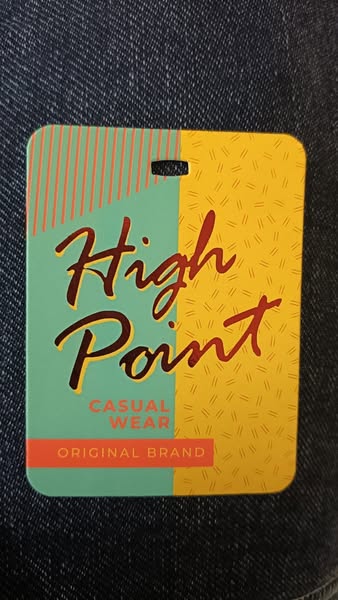 High
Point
CASUAL
WEAR
ORIGINAL BRAND